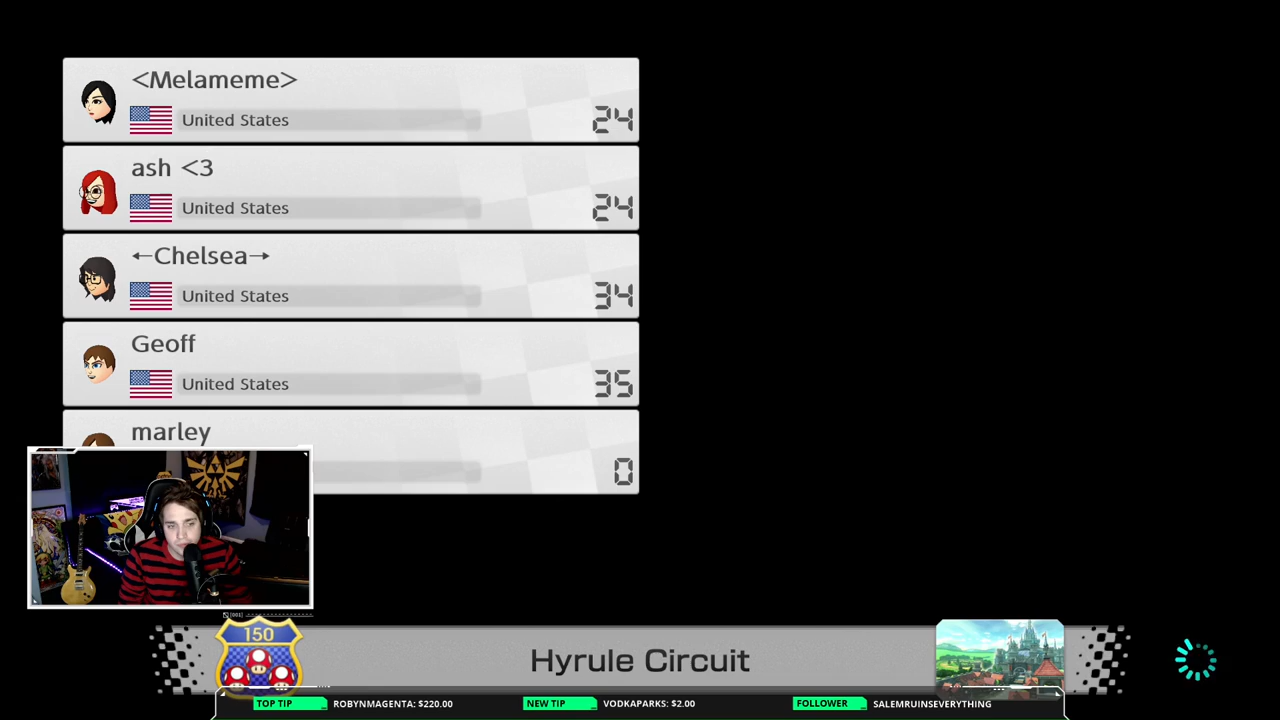 <Melameme>
United States
24
ash <3
United States
24
←Chelsea→
United States
34
Geoff
United States
35
marley
0
150
Hyrule Circuit
TOP TIP
ROBYNMAGENTA: $220.00
NEW TIP
VODKAPARKS: $2.00
FOLLOWER
SALEMRUINSEVERYTHING